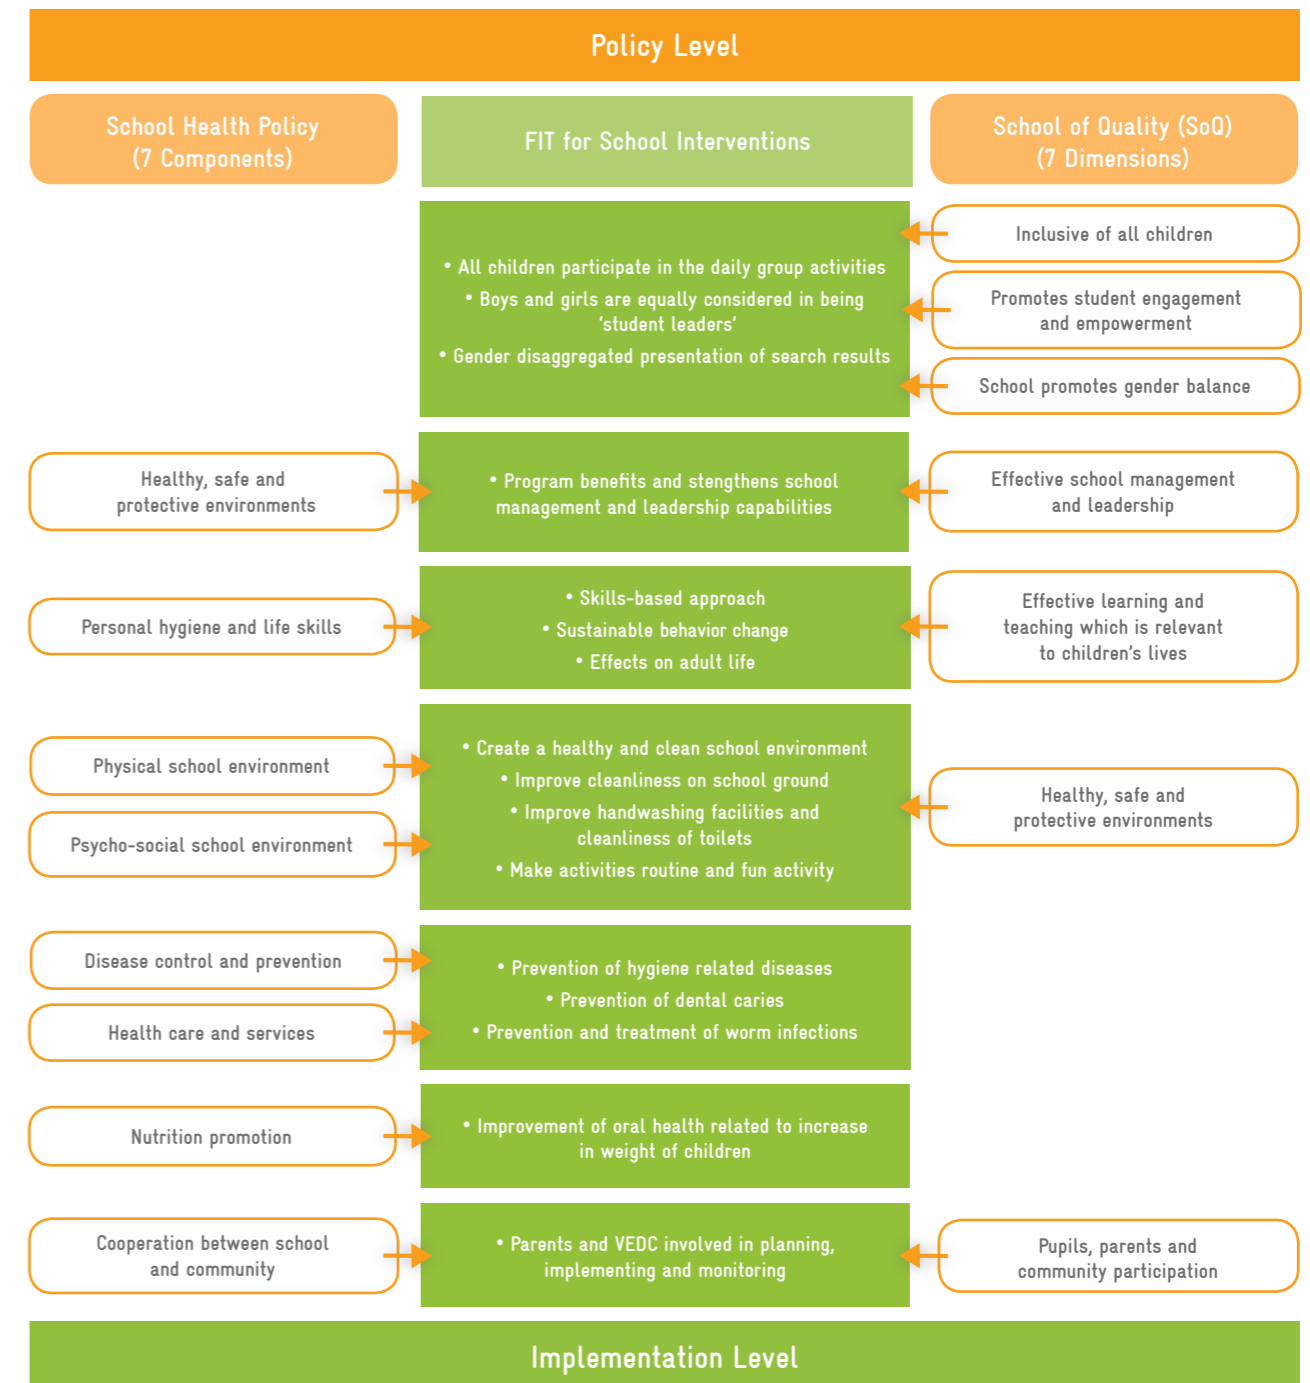 Policy Level
School Health Policy
(7 Components)
FIT for School Interventions
School of Quality (SoQ)
(7 Dimensions)
• All children participate in the daily group activities
• Boys and girls are equally considered in being
'student leaders'
• Gender disaggregated presentation of search results
Inclusive of all children
Promotes student engagement
and empowerment
School promotes gender balance
Healthy, safe and
protective environments
• Program benefits and stengthens school
management and leadership capabilities
Effective school management
and leadership
Personal hygiene and life skills
• Skills-based approach
• Sustainable behavior change
• Effects on adult life
Effective learning and
teaching which is relevant
to children's lives
Physical school environment
Psycho-social school environment
• Create a healthy and clean school environment
• Improve cleanliness on school ground
• Improve handwashing facilities and
cleanliness of toilets
• Make activities routine and fun activity
Healthy, safe and
protective environments
Disease control and prevention
Health care and services
• Prevention of hygiene related diseases
• Prevention of dental caries
• Prevention and treatment of worm infections
Nutrition promotion
• Improvement of oral health related to increase
in weight of children
Cooperation between school
and community
• Parents and VEDC involved in planning,
implementing and monitoring
Pupils, parents and
community participation
Implementation Level